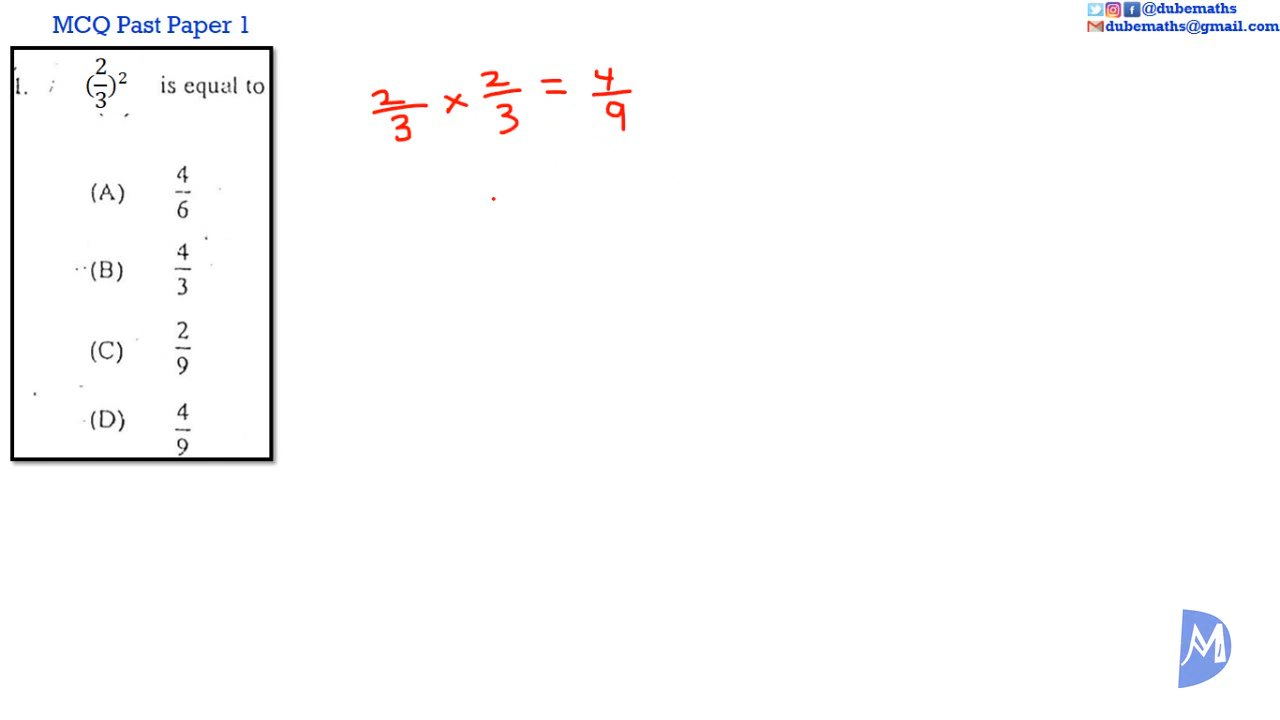 MCQ Past Paper 1
@dubemaths
dubemaths@gmail.com
1. (2/3)² is equal to
(A) 4/6
(B) 4/3
(C) 2/9
(D) 4/9
2/3 × 2/3 = 4/9
DM